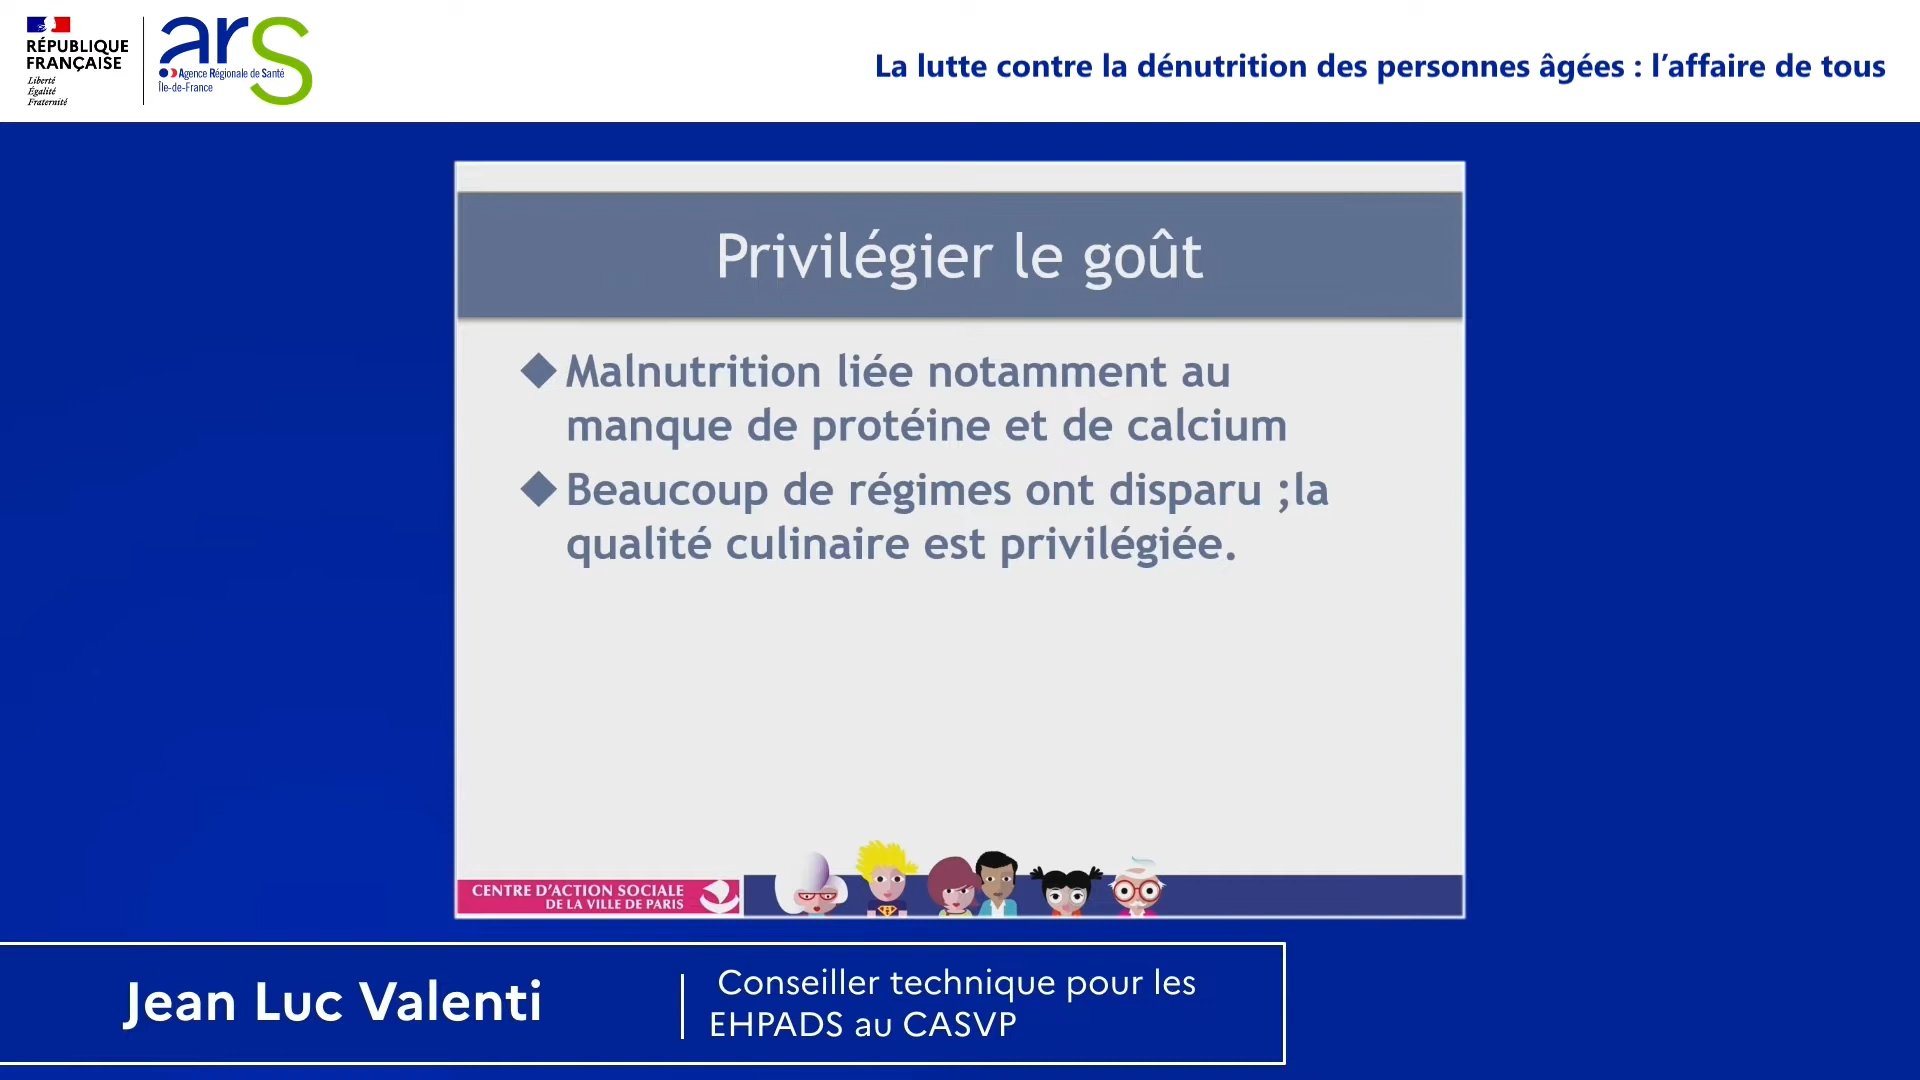 RÉPUBLIQUE
FRANÇAISE
Liberté
Égalité
Fraternité
ars
Agence Régionale de Santé
Île-de-France
La lutte contre la dénutrition des personnes âgées : l’affaire de tous
Privilégier le goût
Malnutrition liée notamment au
manque de protéine et de calcium
Beaucoup de régimes ont disparu ;la
qualité culinaire est privilégiée.
CENTRE D’ACTION SOCIALE
DE LA VILLE DE PARIS
Jean Luc Valenti
Conseiller technique pour les
EHPADS au CASVP